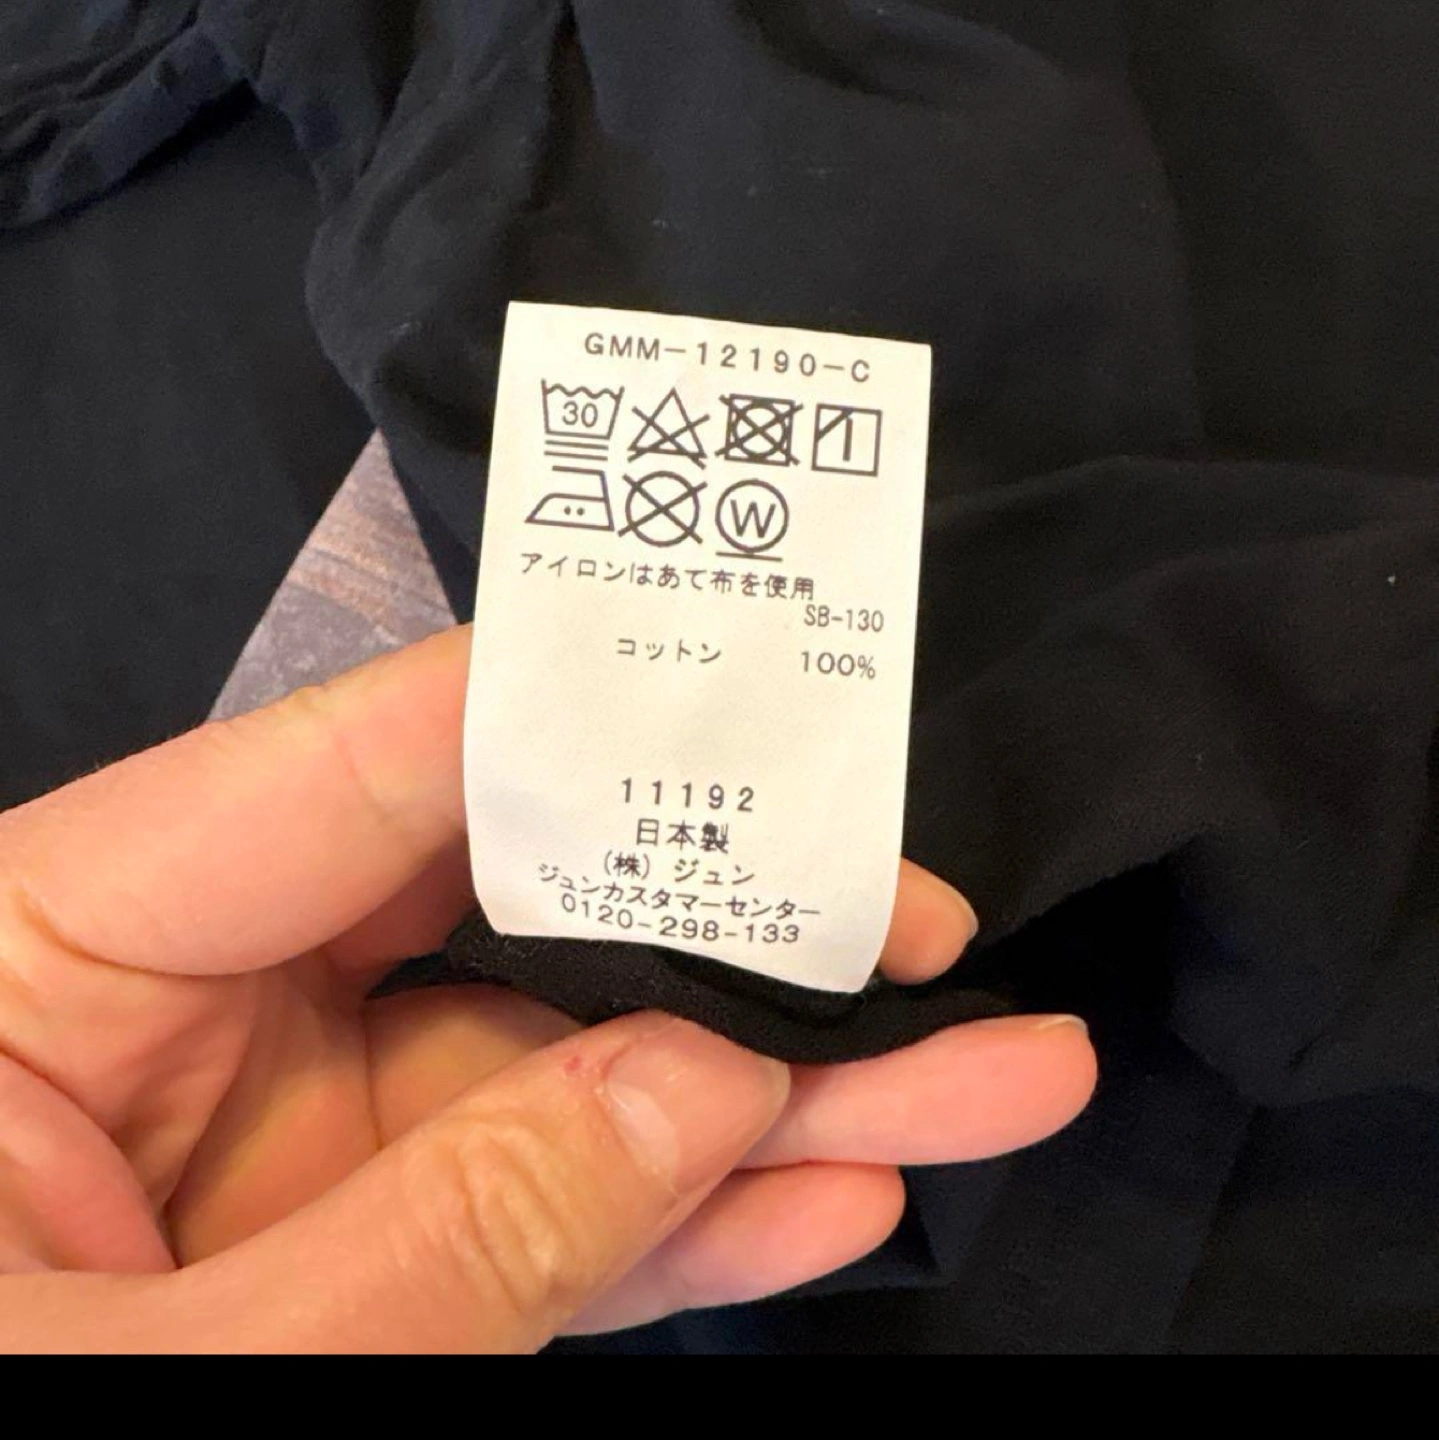 GMM-12190-C
30
W
アイロンはあて布を使用
SB-130
コットン 100%
11192
日本製
(株) ジュン
ジュンカスタマーセンター
0120-298-133